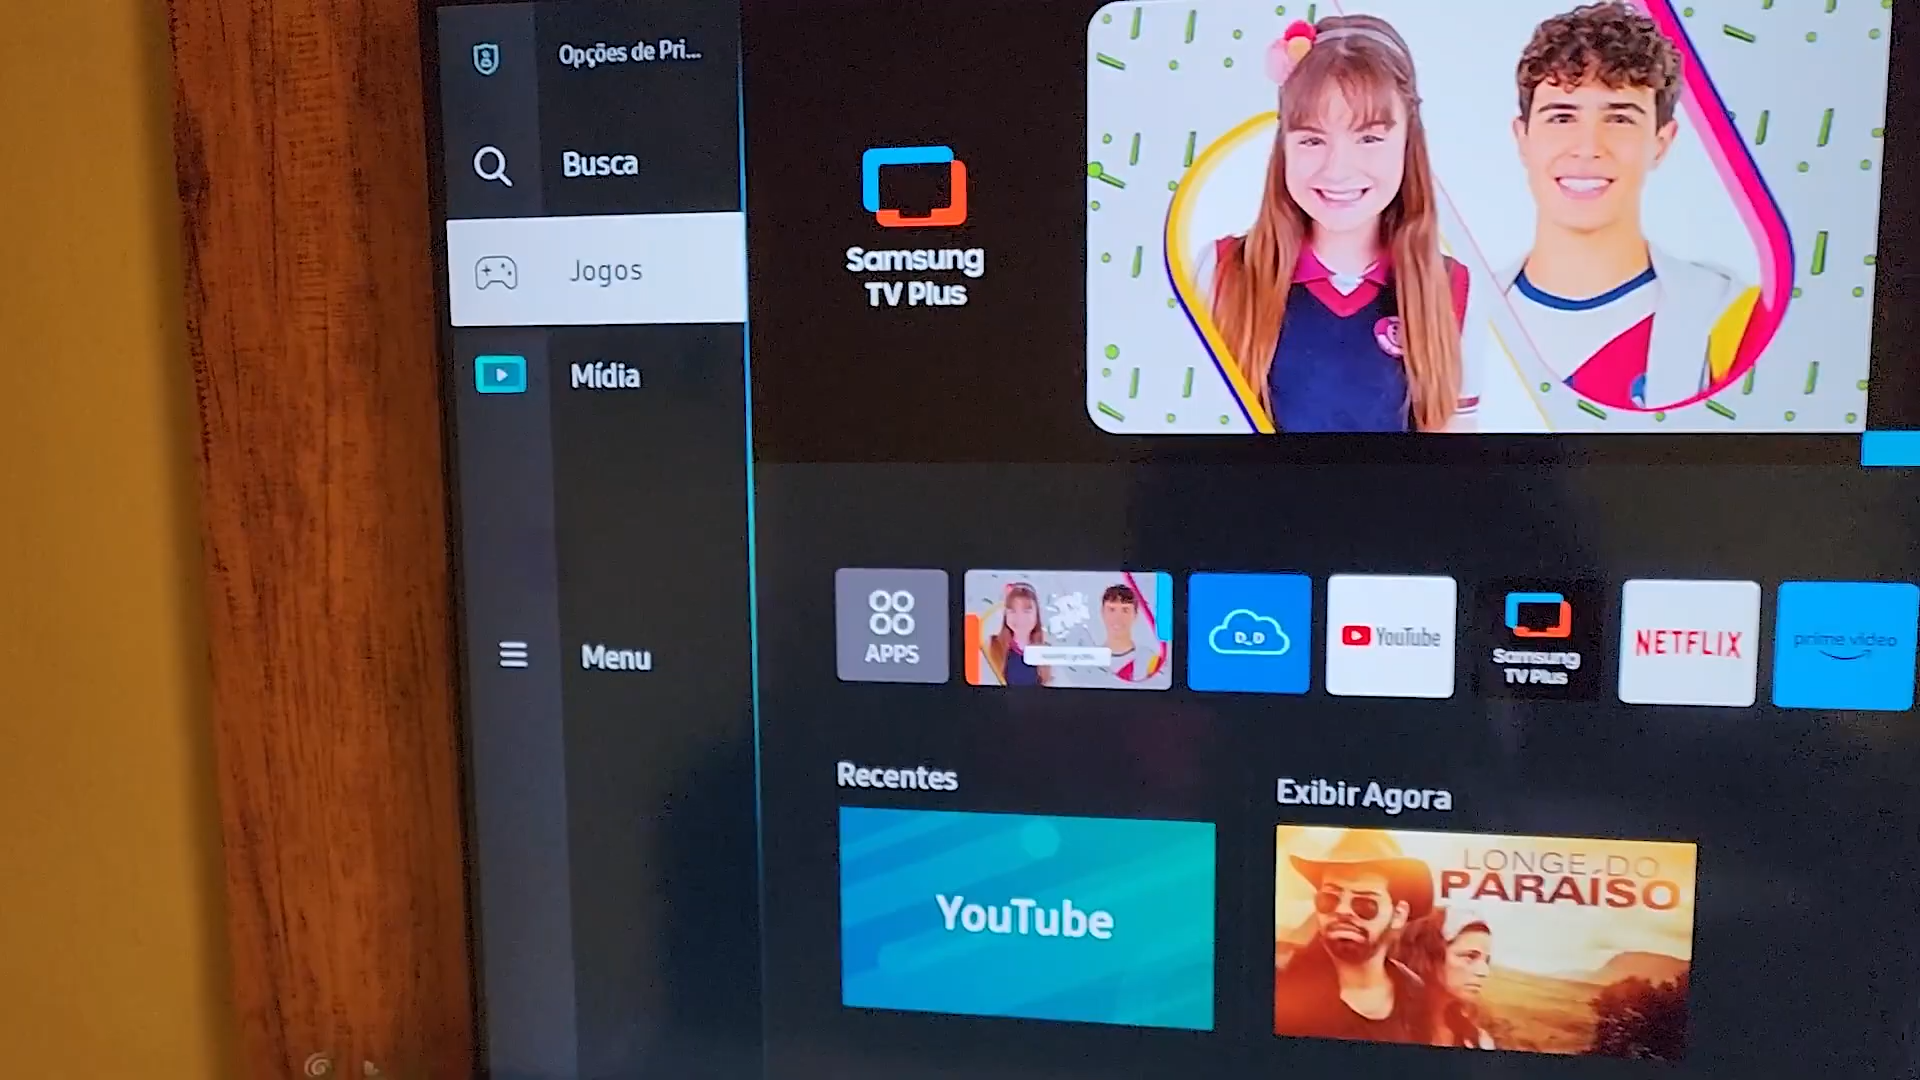 Opções de Pri...
Busca
Jogos
Mídia
Menu
Samsung
TV Plus
APPS
D_D
YouTube
Samsung
TV Plus
NETFLIX
prime video
Recentes
Exibir Agora
YouTube
LONGE DO
PARAÍSO